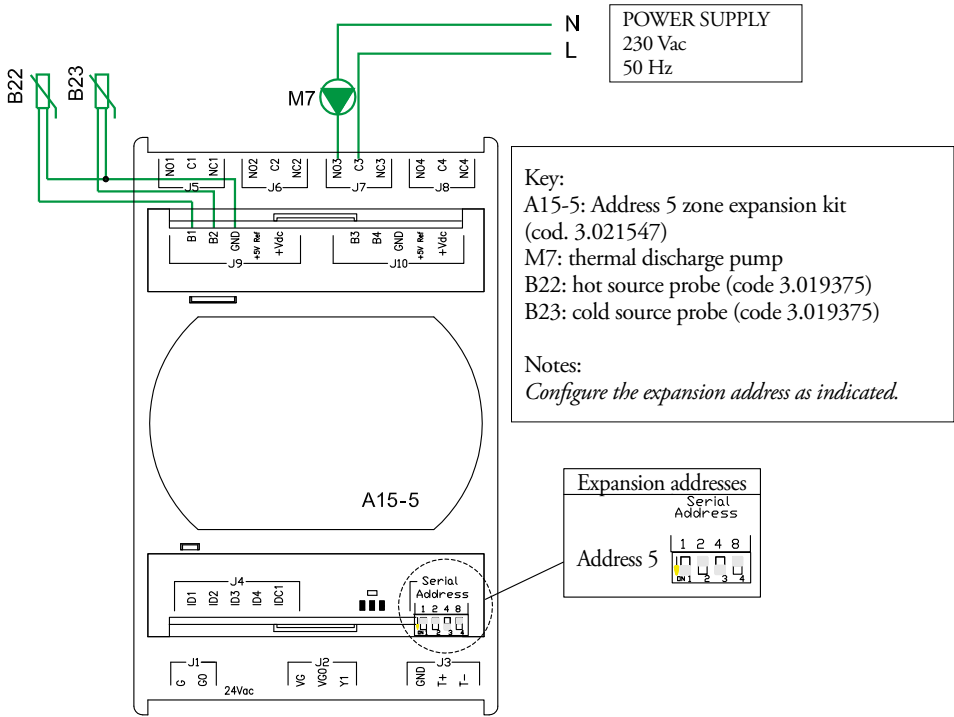 N
L
POWER SUPPLY
230 Vac
50 Hz
B22
B23
M7
NO1 C1 NC1
J5
NO2 C2 NC2
J6
NO3 C3 NC3
J7
NO4 C4 NC4
J8
B1 B2 GND +5V Ref +Vdc
J9
B3 B4 GND +5V Ref +Vdc
J10
Key:
A15-5: Address 5 zone expansion kit
(cod. 3.021547)
M7: thermal discharge pump
B22: hot source probe (code 3.019375)
B23: cold source probe (code 3.019375)
Notes:
Configure the expansion address as indicated.
A15-5
Expansion addresses
Serial
Address
1 2 4 8
Address 5
ON 1 2 3 4
J4
ID1 ID2 ID3 ID4 IDC1
Serial
Address
1 2 4 8
ON 1 2 3 4
J1
G G0
24Vac
J2
VG VG0 Y1
J3
GND T+ T-